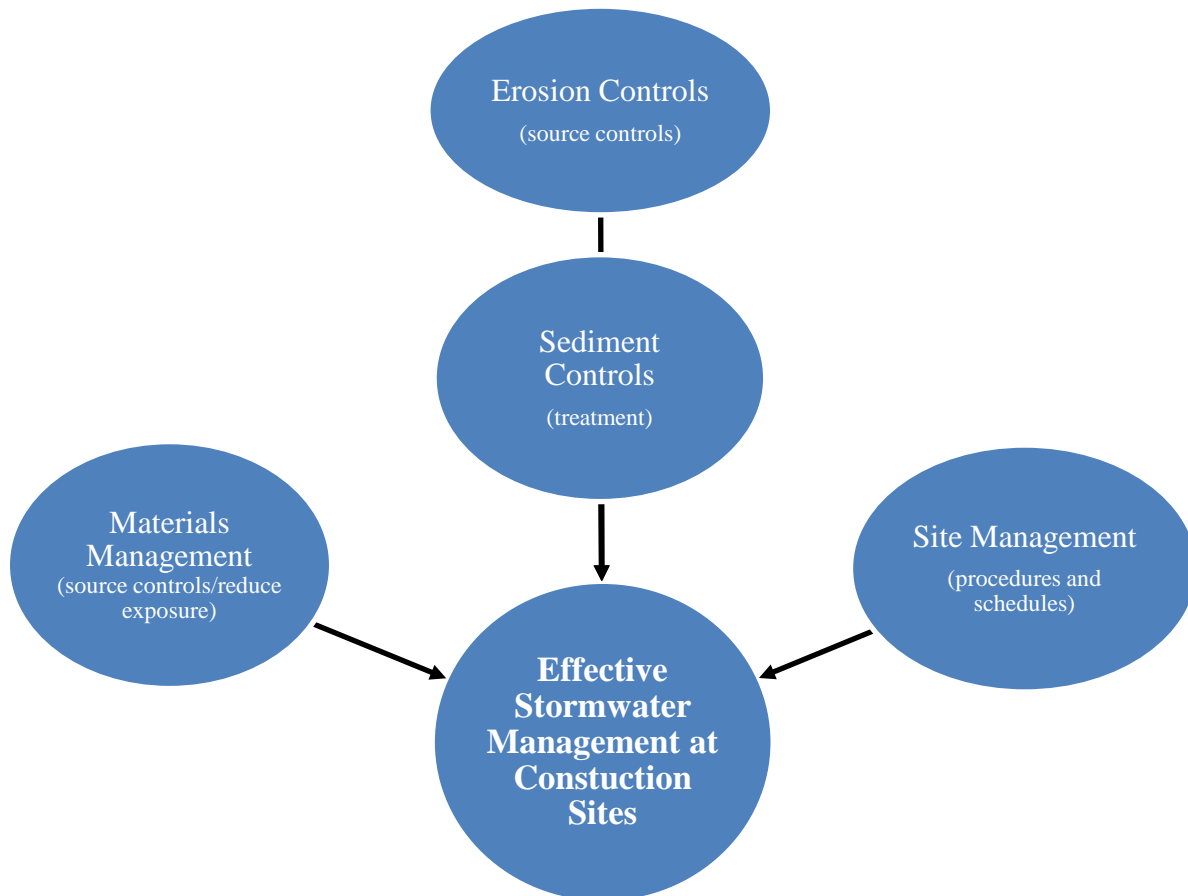 Erosion Controls
(source controls)
Sediment
Controls
(treatment)
Materials
Management
(source controls/reduce
exposure)
Site Management
(procedures and
schedules)
Effective
Stormwater
Management at
Constuction
Sites